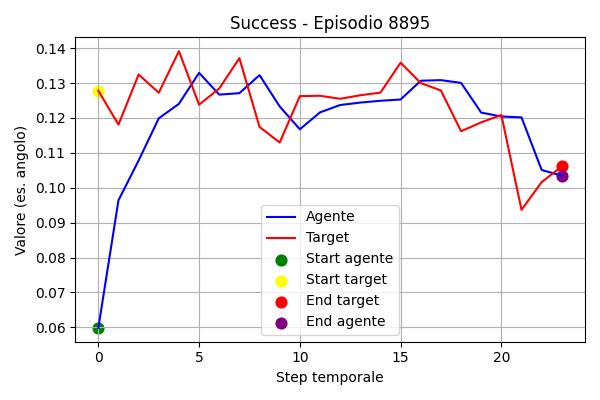 Success - Episodio 8895
Valore (es. angolo)
0.14
0.13
0.12
0.11
0.10
0.09
0.08
0.07
0.06
Agente
Target
Start agente
Start target
End target
End agente
0 5 10 15 20
Step temporale